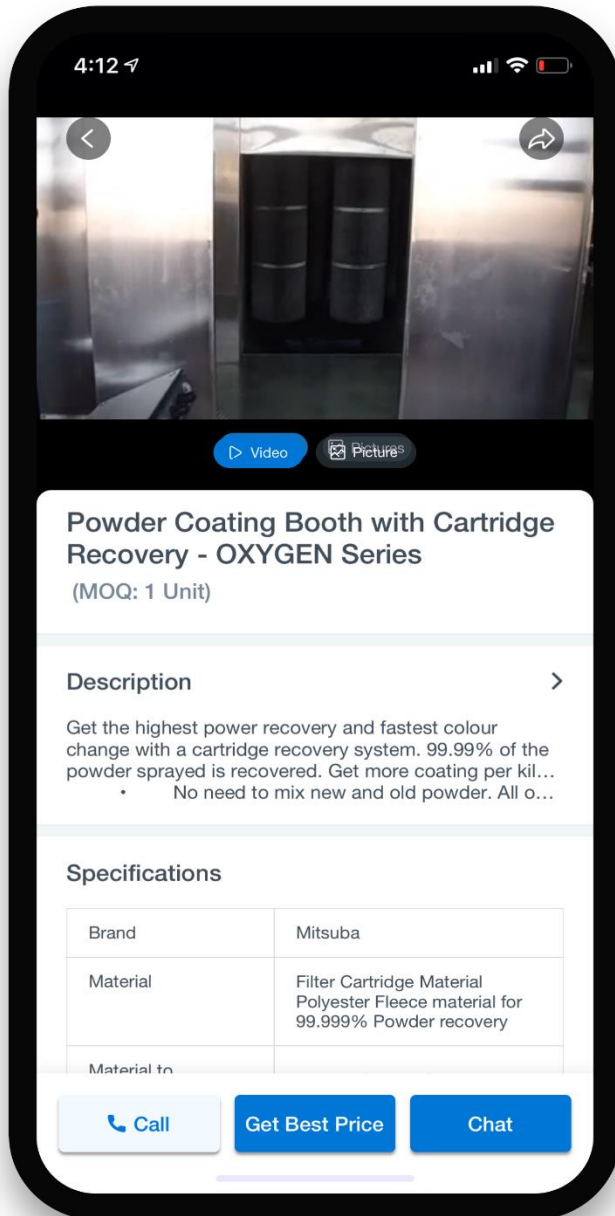 4:12
Video
Picture
Powder Coating Booth with Cartridge
Recovery - OXYGEN Series
(MOQ: 1 Unit)
Description
Get the highest power recovery and fastest colour
change with a cartridge recovery system. 99.99% of the
powder sprayed is recovered. Get more coating per kil...
• No need to mix new and old powder. All o...
Specifications
Brand Mitsuba
Material Filter Cartridge Material
Polyester Fleece material for
99.999% Powder recovery
Material to
Call Get Best Price Chat